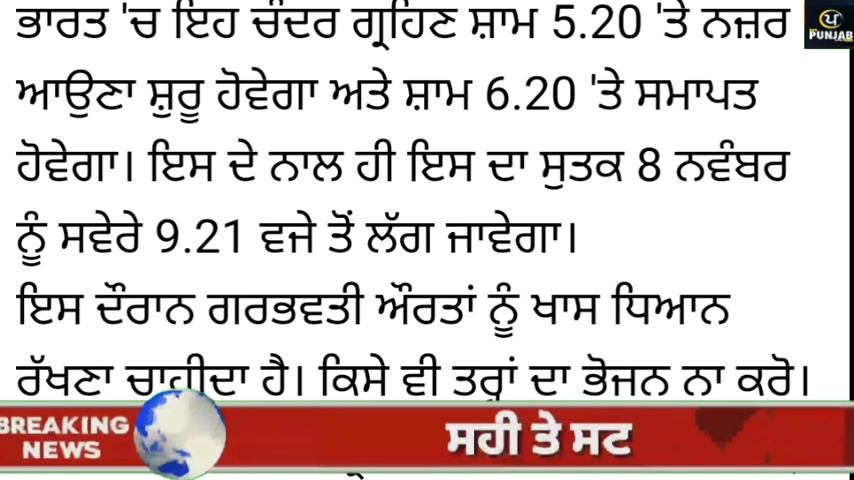 ਭਾਰਤ 'ਚ ਇਹ ਚੰਦਰ ਗ੍ਰਹਿਣ ਸ਼ਾਮ 5.20 'ਤੇ ਨਜ਼ਰ
ਪੰ
PUNJAB
ਆਉਣਾ ਸ਼ੁਰੂ ਹੋਵੇਗਾ ਅਤੇ ਸ਼ਾਮ 6.20 'ਤੇ ਸਮਾਪਤ
ਹੋਵੇਗਾ। ਇਸ ਦੇ ਨਾਲ ਹੀ ਇਸ ਦਾ ਸੁਤਕ 8 ਨਵੰਬਰ
ਨੂੰ ਸਵੇਰੇ 9.21 ਵਜੇ ਤੋਂ ਲੱਗ ਜਾਵੇਗਾ।
ਇਸ ਦੌਰਾਨ ਗਰਭਵਤੀ ਔਰਤਾਂ ਨੂੰ ਖਾਸ ਧਿਆਨ
ਰੱਖਣਾ ਚਾਹੀਦਾ ਹੈ। ਕਿਸੇ ਵੀ ਤਰ੍ਹਾਂ ਦਾ ਭੋਜਨ ਨਾ ਕਰੋ।
BREAKING
NEWS
ਸਹੀ ਤੇ ਸਟ